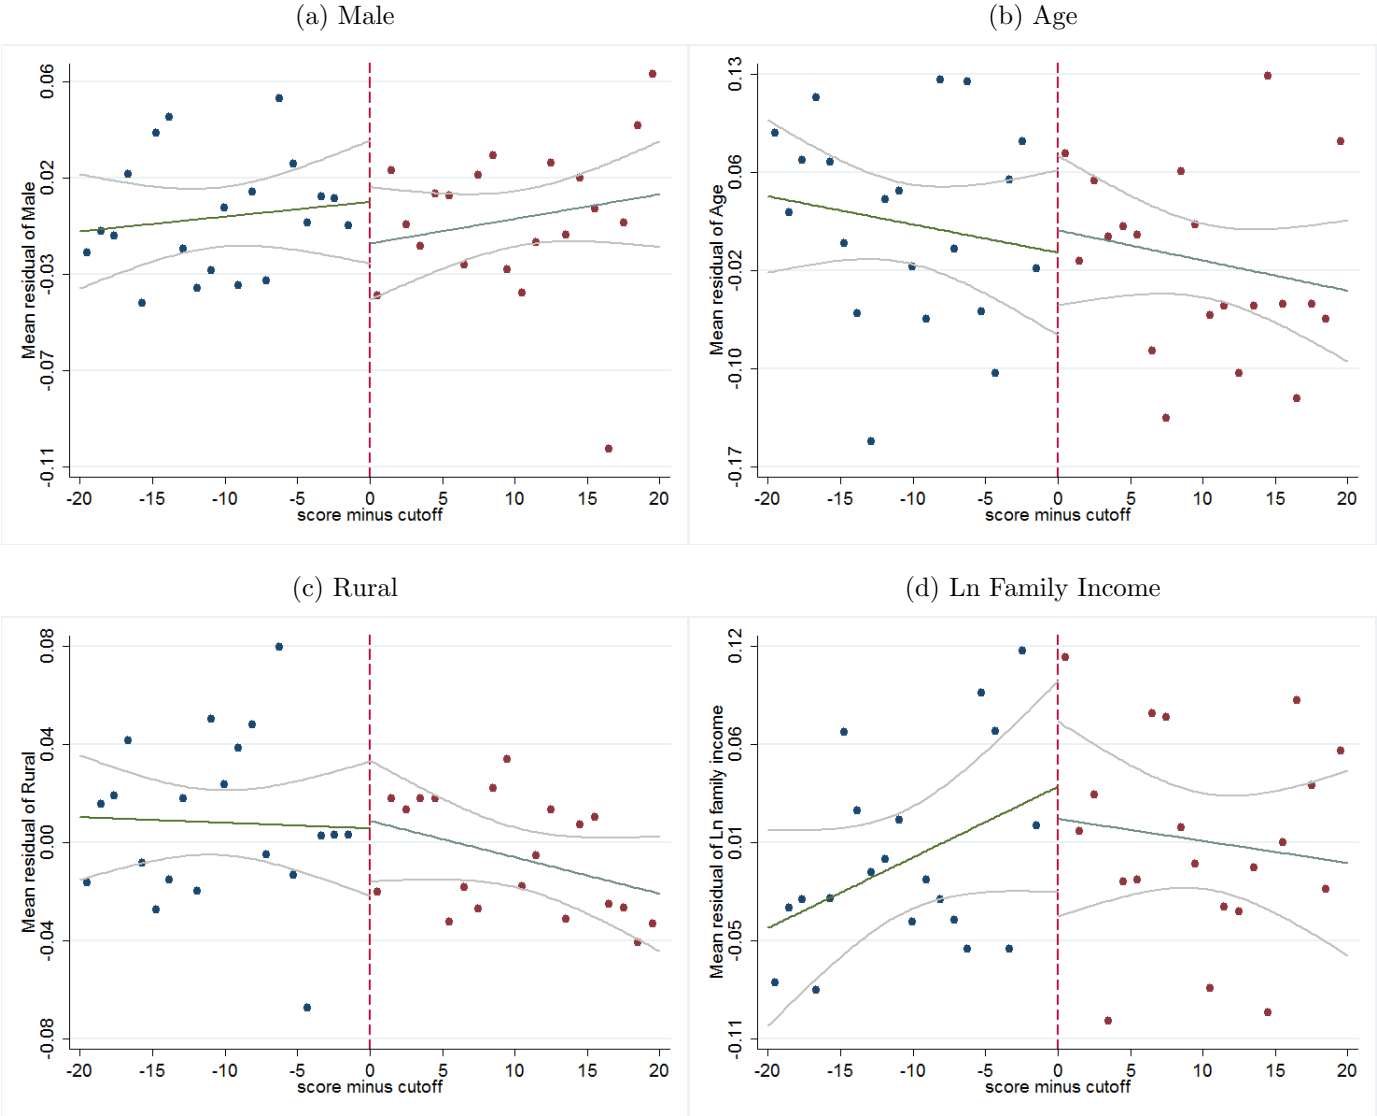 (a) Male
(b) Age
Mean residual of Male
0.06
0.02
-0.03
-0.07
-0.11
-20 -15 -10 -5 0 5 10 15 20
score minus cutoff
Mean residual of Age
0.13
0.06
-0.02
-0.10
-0.17
-20 -15 -10 -5 0 5 10 15 20
score minus cutoff
(c) Rural
(d) Ln Family Income
Mean residual of Rural
0.08
0.04
0.00
-0.04
-0.08
-20 -15 -10 -5 0 5 10 15 20
score minus cutoff
Mean residual of Ln family income
0.12
0.06
0.01
-0.05
-0.11
-20 -15 -10 -5 0 5 10 15 20
score minus cutoff